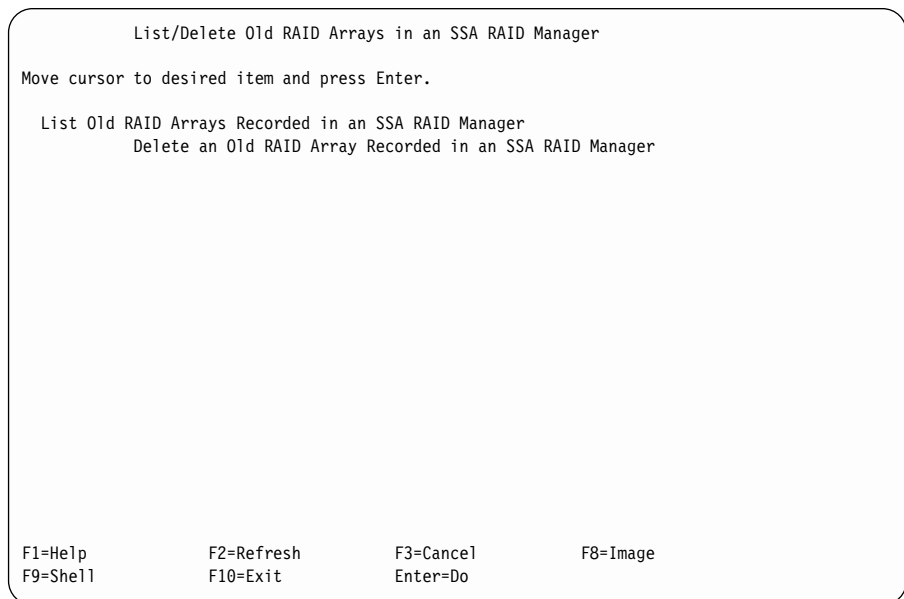 List/Delete Old RAID Arrays in an SSA RAID Manager
Move cursor to desired item and press Enter.
List Old RAID Arrays Recorded in an SSA RAID Manager
Delete an Old RAID Array Recorded in an SSA RAID Manager
F1=Help F2=Refresh F3=Cancel F8=Image
F9=Shell F10=Exit Enter=Do